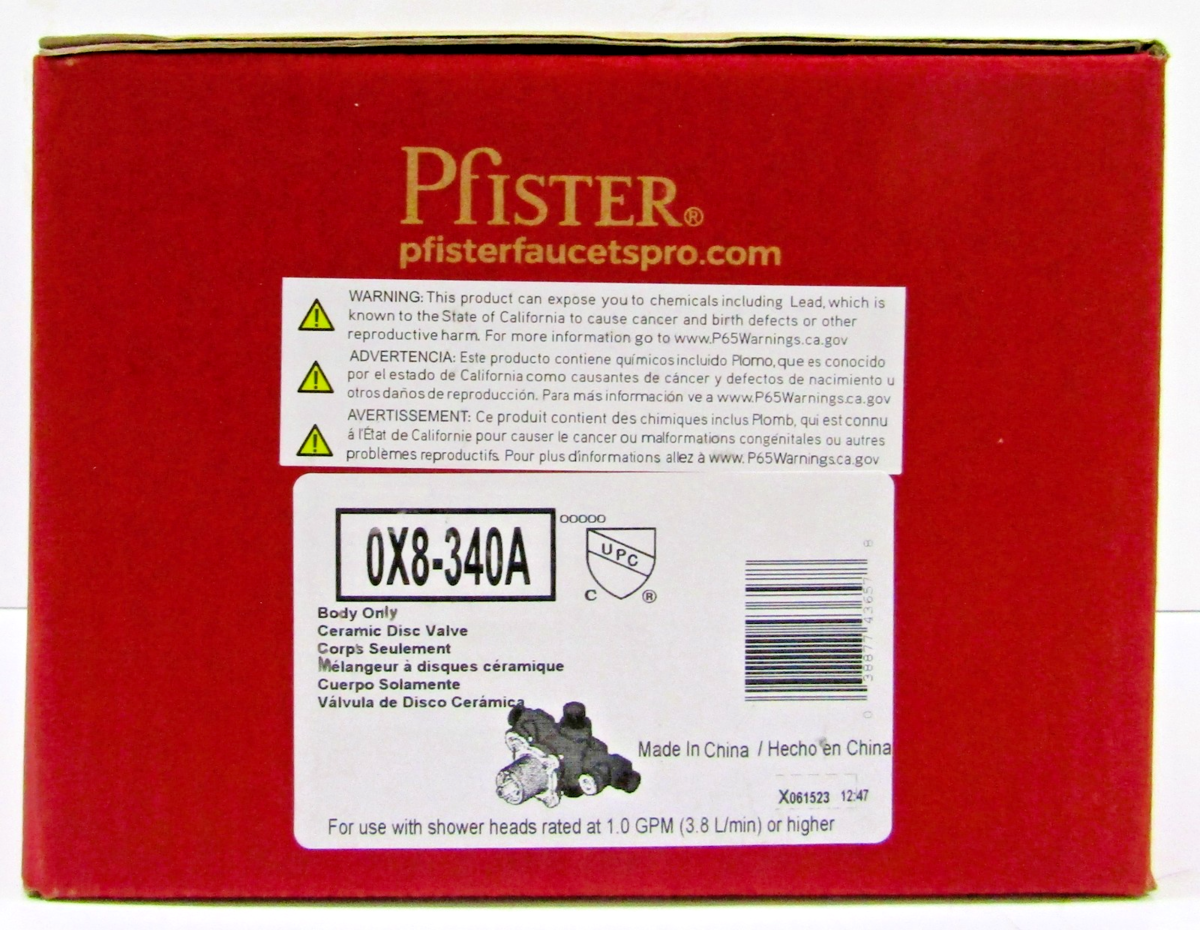 PfISTER®
pfisterfaucetspro.com
WARNING: This product can expose you to chemicals including Lead, which is
known to the State of California to cause cancer and birth defects or other
reproductive harm. For more information go to www.P65Warnings.ca.gov
ADVERTENCIA: Este producto contiene químicos incluido Plomo, que es conocido
por el estado de California como causantes de cáncer y defectos de nacimiento u
otros daños de reproducción. Para más información ve a www.P65Warnings.ca.gov
AVERTISSEMENT: Ce produit contient des chimiques inclus Plomb, qui est connu
á l'État de Californie pour causer le cancer ou malformations congénitales ou autres
problèmes reproductifs. Pour plus d'informations allez à www. P65Warnings.ca.gov
0X8-340A
00000
UPC
C ®
Body Only
Ceramic Disc Valve
Corps Seulement
Mélangeur à disques céramique
Cuerpo Solamente
Válvula de Disco Cerámica
0 38877 43657 8
Made In China / Hecho en China
X061523 12:47
For use with shower heads rated at 1.0 GPM (3.8 L/min) or higher